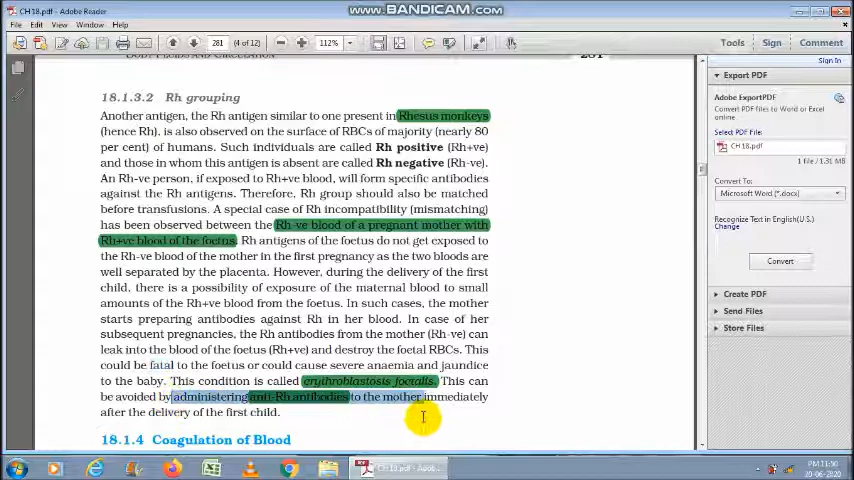 CH18.pdf - Adobe Reader
www.BANDICAM.com
File Edit View Window Help
281 (4 of 12) 112%
Tools Sign Comment
BODY FLUIDS AND CIRCULATION 281
Sign In
18.1.3.2 Rh grouping
Another antigen, the Rh antigen similar to one present in Rhesus monkeys
(hence Rh), is also observed on the surface of RBCs of majority (nearly 80
per cent) of humans. Such individuals are called Rh positive (Rh+ve)
and those in whom this antigen is absent are called Rh negative (Rh-ve).
An Rh-ve person, if exposed to Rh+ve blood, will form specific antibodies
against the Rh antigens. Therefore, Rh group should also be matched
before transfusions. A special case of Rh incompatibility (mismatching)
has been observed between the Rh-ve blood of a pregnant mother with
Rh+ve blood of the foetus. Rh antigens of the foetus do not get exposed to
the Rh-ve blood of the mother in the first pregnancy as the two bloods are
well separated by the placenta. However, during the delivery of the first
child, there is a possibility of exposure of the maternal blood to small
amounts of the Rh+ve blood from the foetus. In such cases, the mother
starts preparing antibodies against Rh in her blood. In case of her
subsequent pregnancies, the Rh antibodies from the mother (Rh-ve) can
leak into the blood of the foetus (Rh+ve) and destroy the foetal RBCs. This
could be fatal to the foetus or could cause severe anaemia and jaundice
to the baby. This condition is called erythroblastosis foetalis. This can
be avoided by administering anti-Rh antibodies to the mother immediately
after the delivery of the first child.
18.1.4 Coagulation of Blood
Export PDF
Adobe ExportPDF
Convert PDF files to Word or Excel
online.
Select PDF File:
CH 18.pdf
1 file / 1.31 MB
Convert To:
Microsoft Word (*.docx)
Recognize Text in English(U.S.)
Change
Convert
Create PDF
Send Files
Store Files
CH18.pdf - Adob...
PM 11:50
20-06-2020